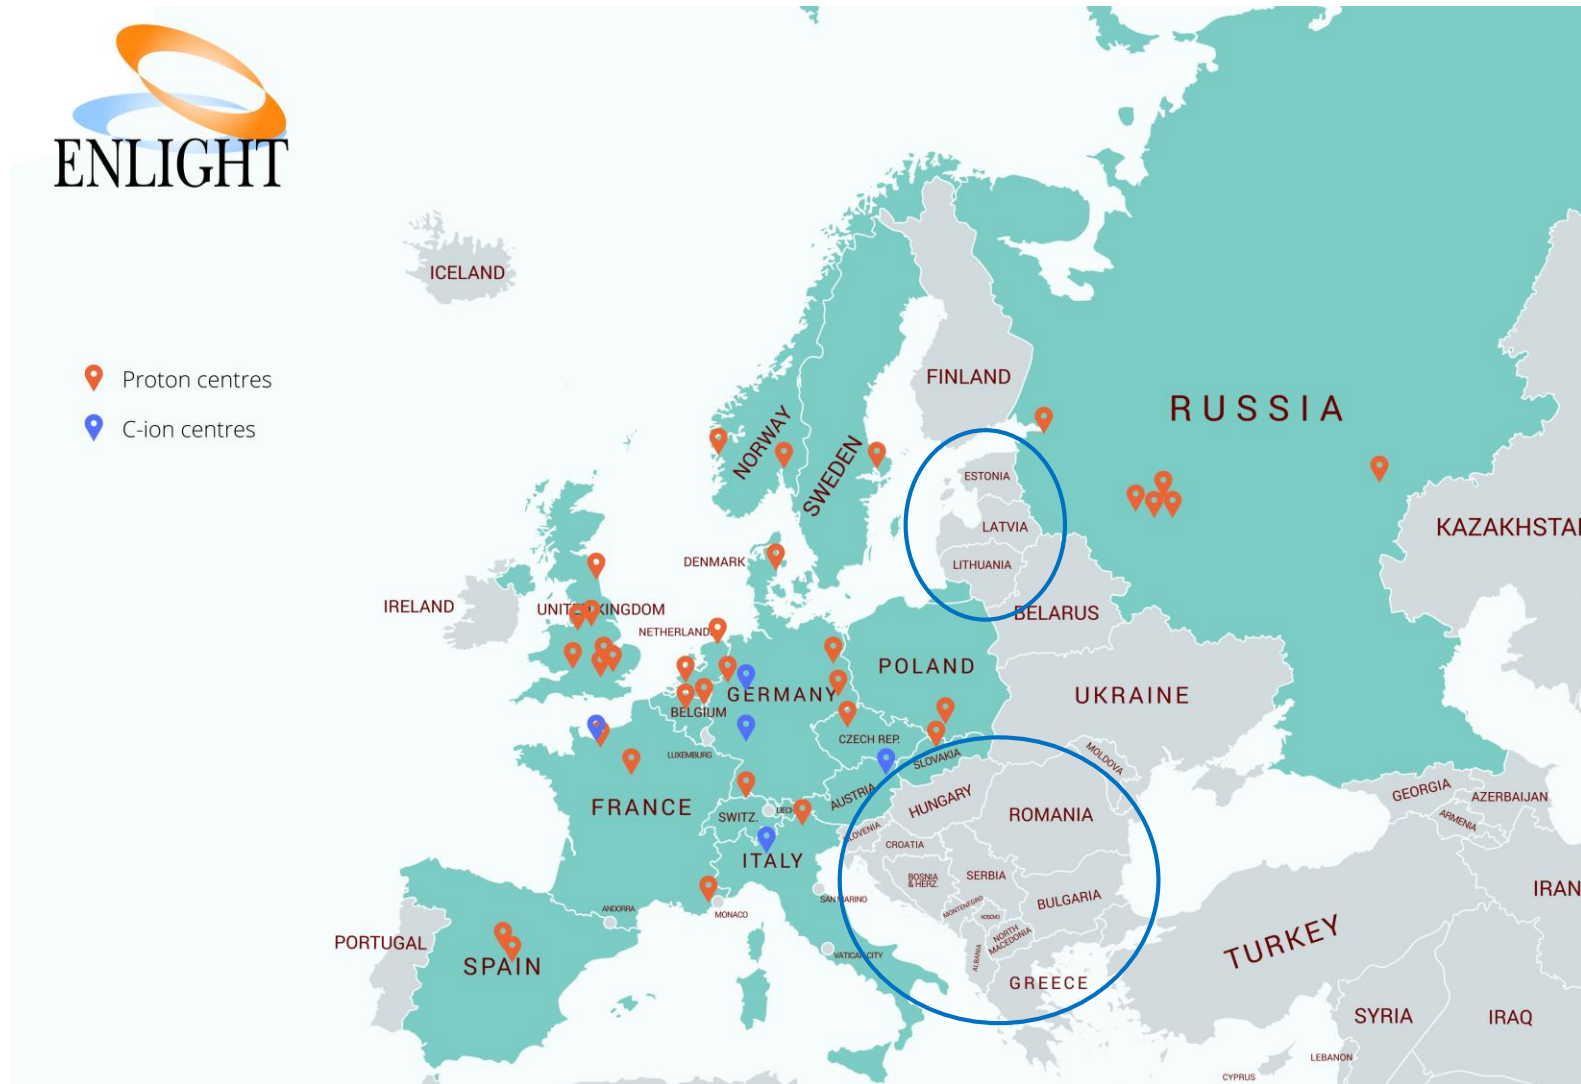 ENLIGHT
ICELAND
Proton centres
C-ion centres
FINLAND
RUSSIA
NORWAY
SWEDEN
ESTONIA
LATVIA
KAZAKHSTAN
LITHUANIA
DENMARK
IRELAND
UNITED KINGDOM
BELARUS
NETHERLANDS
POLAND
GERMANY
UKRAINE
BELGIUM
CZECH REP.
LUXEMBURG
SLOVAKIA
MOLDOVA
AUSTRIA
HUNGARY
ROMANIA
GEORGIA
AZERBAIJAN
ARMENIA
FRANCE
SWITZ.
LIECH
SLOVENIA
CROATIA
ITALY
BOSNIA
& HERZ.
SERBIA
IRAN
SAN MARINO
MONTENEGRO
KOSOVO
BULGARIA
ANDORRA
MONACO
PORTUGAL
SPAIN
VATICAN CITY
NORTH
MACEDONIA
ALBANIA
TURKEY
GREECE
SYRIA
IRAQ
LEBANON
CYPRUS